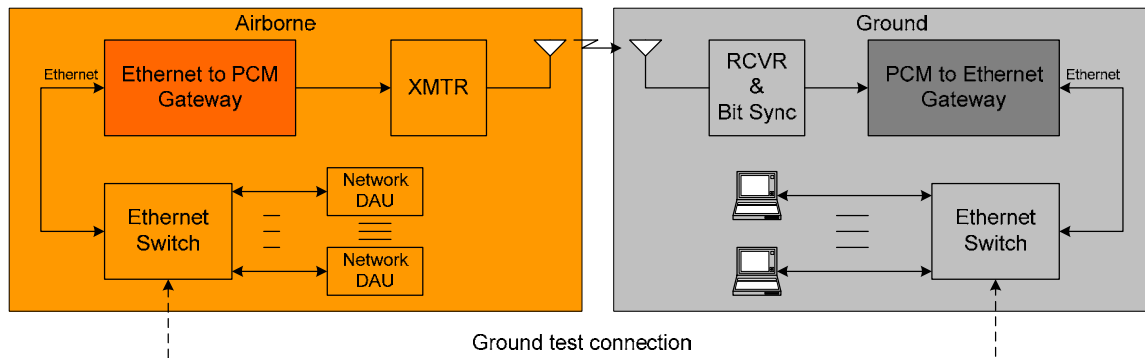 Airborne
Ethernet
Ethernet to PCM
Gateway
XMTR
Ethernet
Switch
Network
DAU
Network
DAU
Ground
RCVR
&
Bit Sync
PCM to Ethernet
Gateway
Ethernet
Ethernet
Switch
Ground test connection